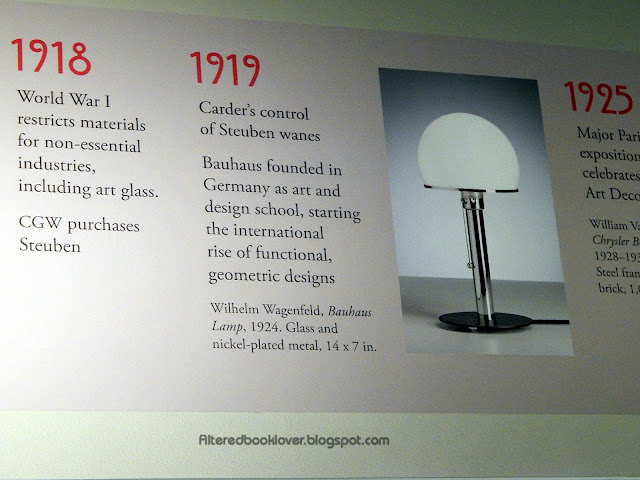 1918
World War I
restricts materials
for non-essential
industries,
including art glass.
CGW purchases
Steuben
1919
Carder's control
of Steuben wanes
Bauhaus founded in
Germany as art and
design school, starting
the international
rise of functional,
geometric designs
Wilhelm Wagenfeld, Bauhaus
Lamp, 1924. Glass and
nickel-plated metal, 14 x 7 in.
1925
Major Pari
exposition
celebrates
Art Deco
William Va
Chrysler B
1928–193
Steel fran
brick, 1,0
Alteredbooklover.blogspot.com